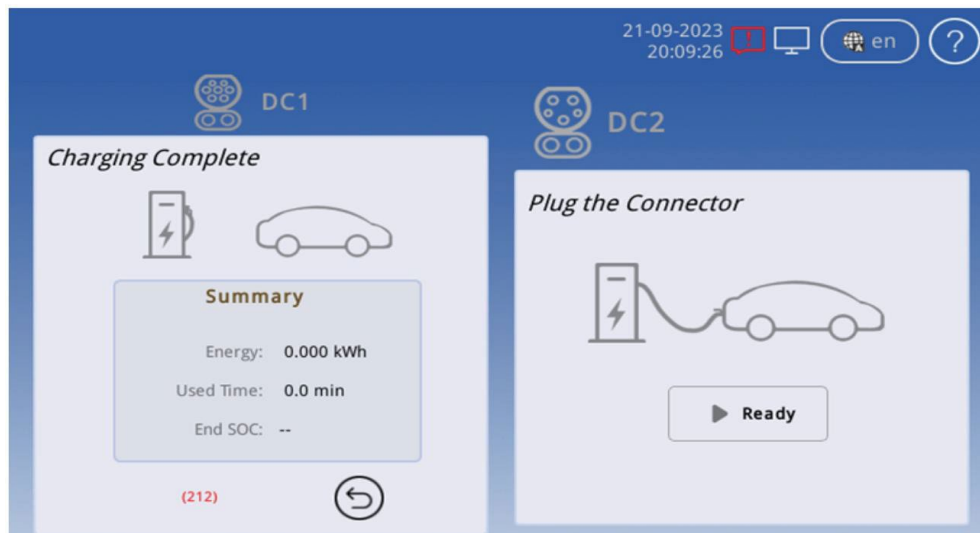 21-09-2023
20:09:26
en
?
DC1
DC2
Charging Complete
Summary
Energy: 0.000 kWh
Used Time: 0.0 min
End SOC: --
(212)
Plug the Connector
Ready